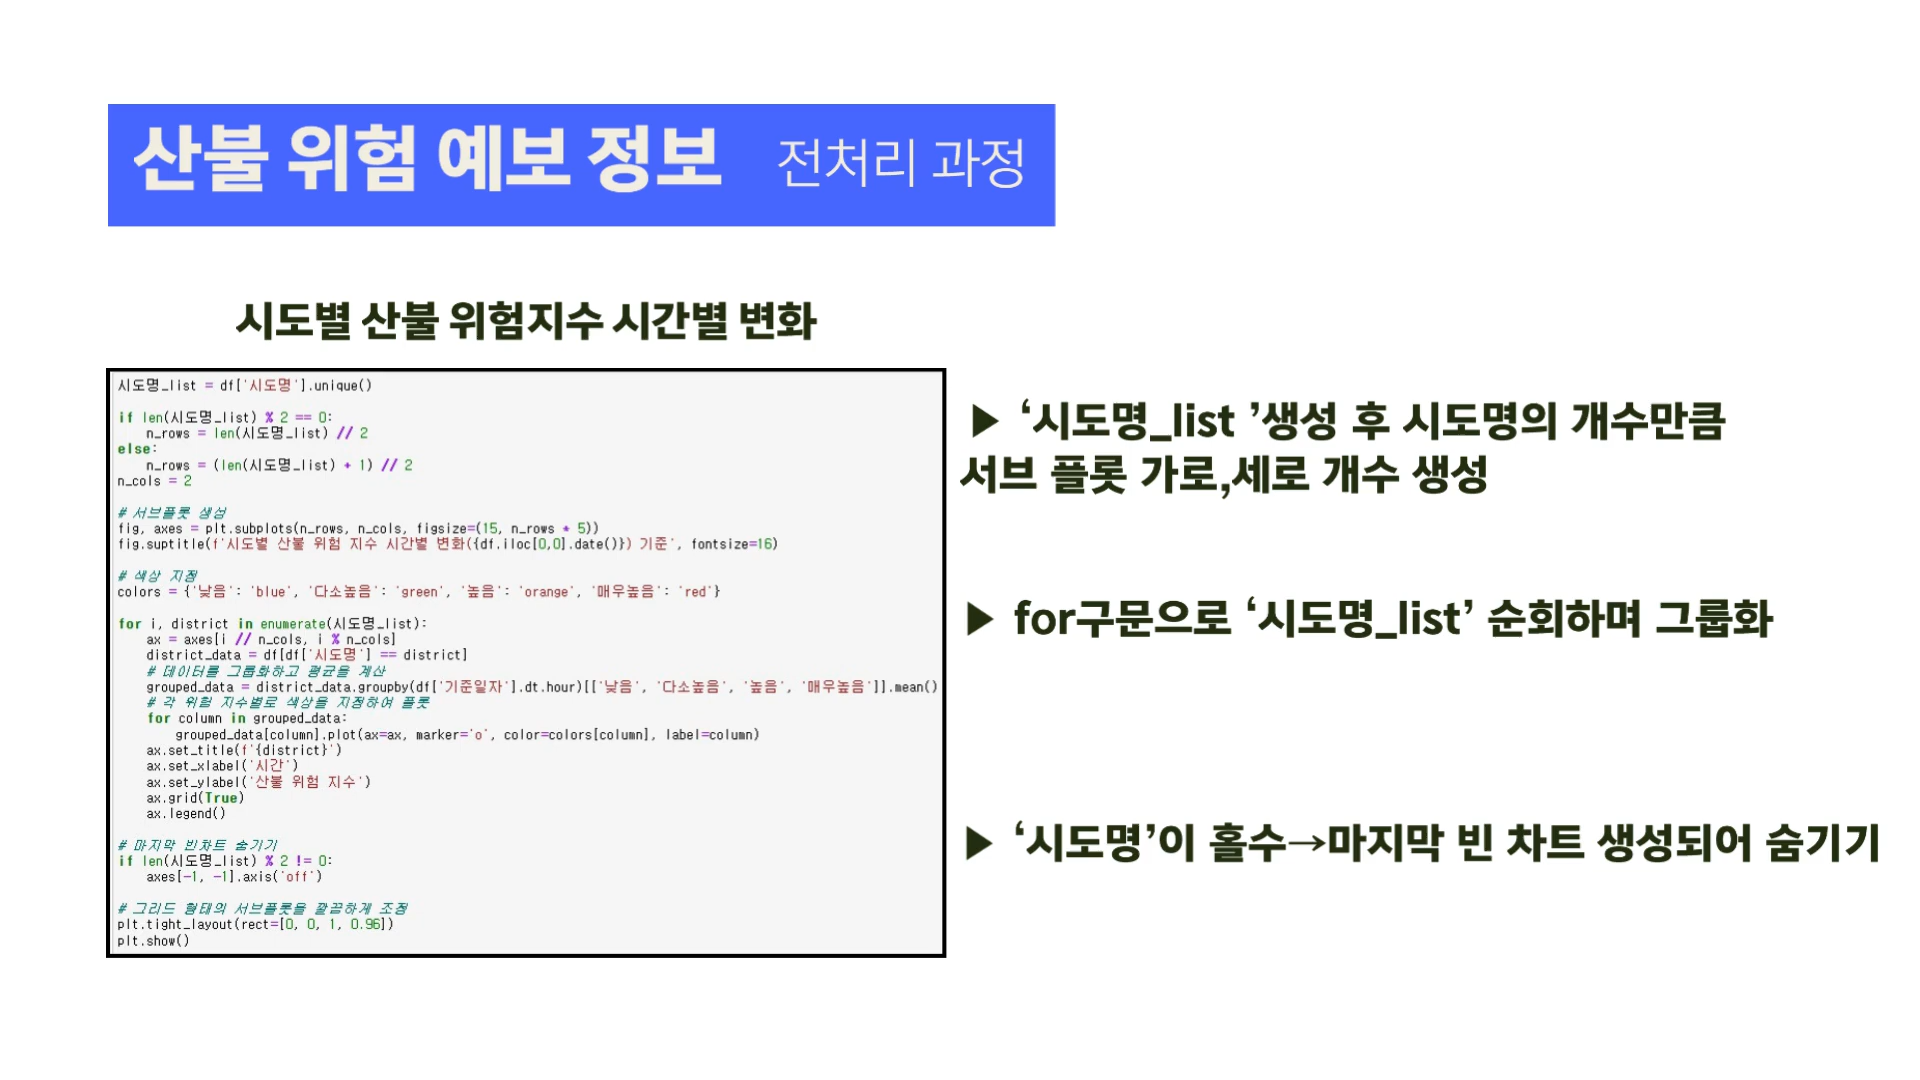 산불 위험 예보 정보 전처리 과정
시도별 산불 위험지수 시간별 변화
시도명_list = df['시도명'].unique()
if len(시도명_list) % 2 == 0:
    n_rows = len(시도명_list) // 2
else:
    n_rows = (len(시도명_list) + 1) // 2
n_cols = 2
# 서브플롯 생성
fig, axes = plt.subplots(n_rows, n_cols, figsize=(15, n_rows * 5))
fig.suptitle(f'시도별 산불 위험 지수 시간별 변화({df.iloc[0,0].date()}) 기준', fontsize=16)
# 색상 지정
colors = {'낮음': 'blue', '다소높음': 'green', '높음': 'orange', '매우높음': 'red'}
for i, district in enumerate(시도명_list):
    ax = axes[i // n_cols, i % n_cols]
    district_data = df[df['시도명'] == district]
    # 데이터를 그룹화하고 평균을 계산
    grouped_data = district_data.groupby(df['기준일자'].dt.hour)[['낮음', '다소높음', '높음', '매우높음']].mean()
    # 각 위험 지수별로 색상을 지정하여 플롯
    for column in grouped_data:
        grouped_data[column].plot(ax=ax, marker='o', color=colors[column], label=column)
    ax.set_title(f'{district}')
    ax.set_xlabel('시간')
    ax.set_ylabel('산불 위험 지수')
    ax.grid(True)
    ax.legend()
# 마지막 빈차트 숨기기
if len(시도명_list) % 2 != 0:
    axes[-1, -1].axis('off')
# 그리드 형태의 서브플롯을 깔끔하게 조정
plt.tight_layout(rect=[0, 0, 1, 0.96])
plt.show()
▶ ‘시도명_list ’생성 후 시도명의 개수만큼
서브 플롯 가로,세로 개수 생성
▶ for구문으로 ‘시도명_list’ 순회하며 그룹화
▶ ‘시도명’이 홀수→마지막 빈 차트 생성되어 숨기기